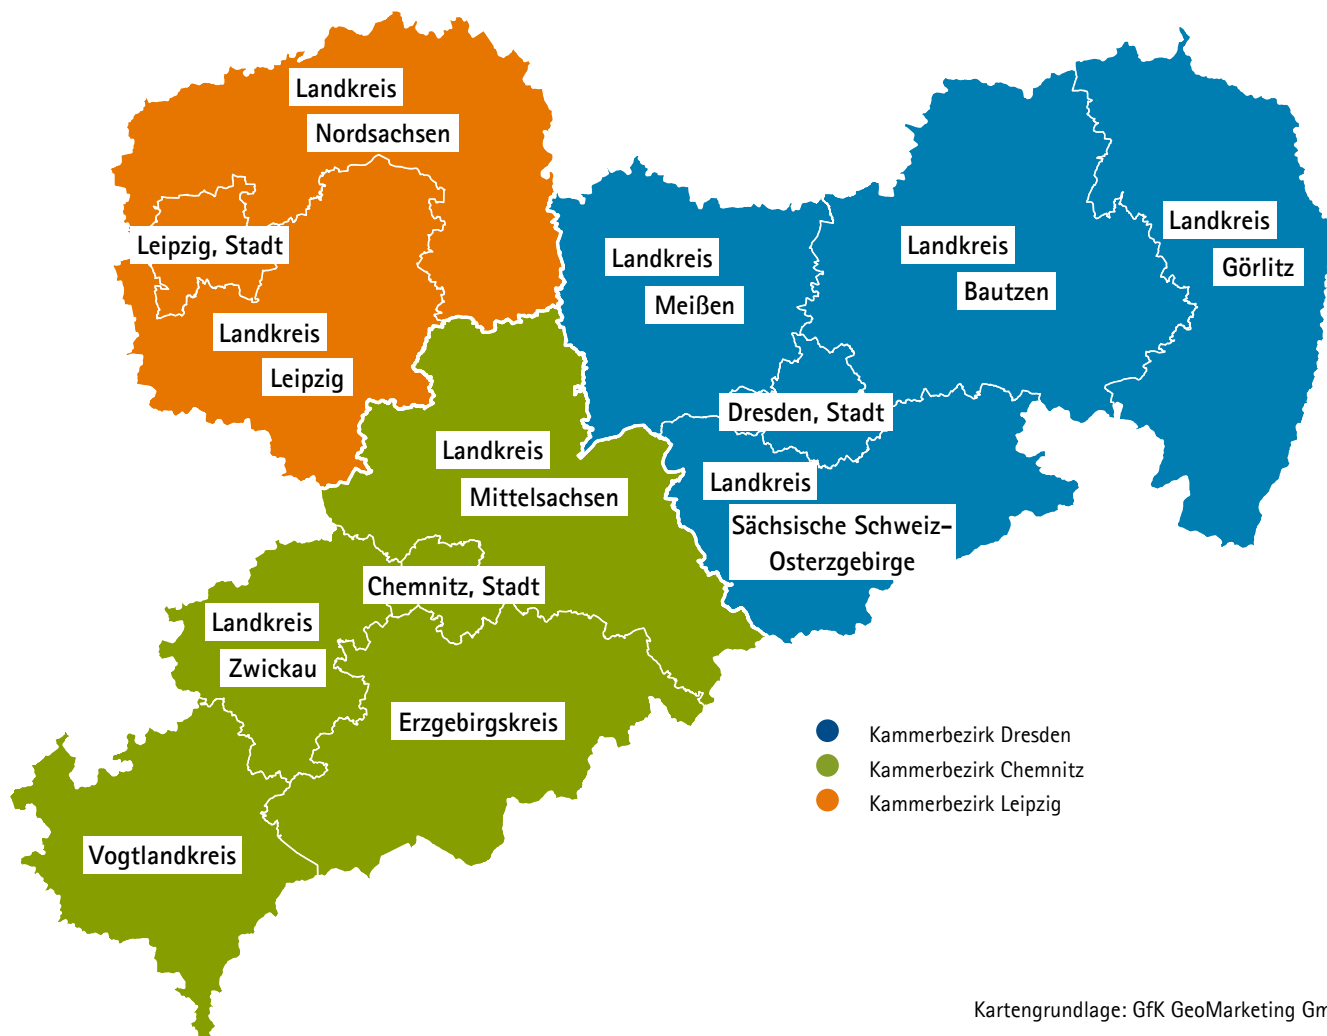 Landkreis
Nordsachsen
Leipzig, Stadt
Landkreis
Leipzig
Landkreis
Meißen
Landkreis
Bautzen
Landkreis
Görlitz
Dresden, Stadt
Landkreis
Sächsische Schweiz-
Osterzgebirge
Landkreis
Mittelsachsen
Chemnitz, Stadt
Landkreis
Zwickau
Erzgebirgskreis
Vogtlandkreis
Kammerbezirk Dresden
Kammerbezirk Chemnitz
Kammerbezirk Leipzig
Kartengrundlage: GfK GeoMarketing Gm